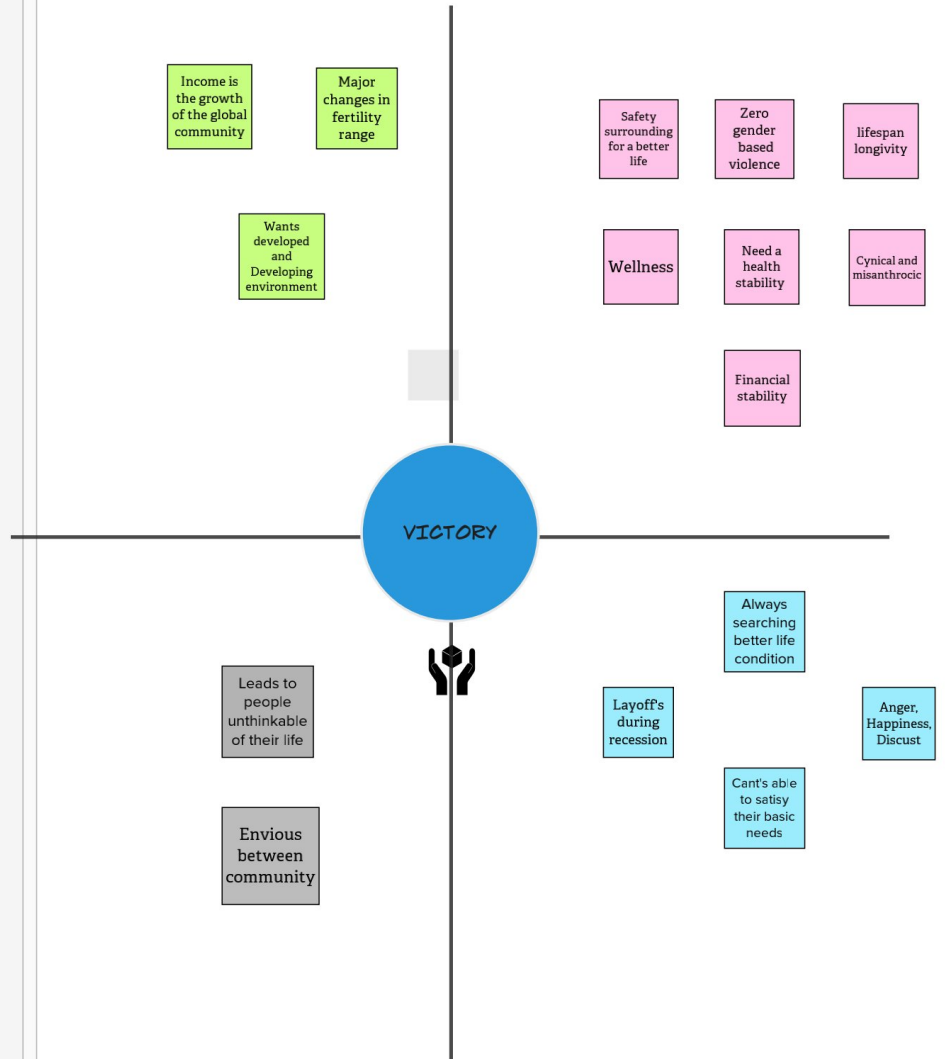 Income is
the growth
of the global
community
Major
changes in
fertility
range
Wants
developed
and
Developing
environment
Safety
surrounding
for a better
life
Zero
gender
based
violence
lifespan
longivity
Wellness
Need a
health
stability
Cynical and
misanthrocic
Financial
stability
VICTORY
Leads to
people
unthinkable
of their life
Envious
between
community
Always
searching
better life
condition
Layoff's
during
recession
Anger,
Happiness,
Discust
Cant's able
to satisy
their basic
needs